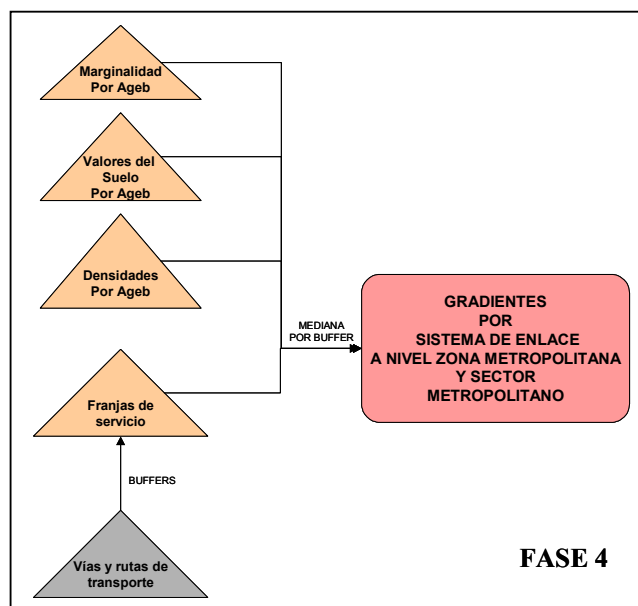 Marginalidad
Por Ageb
Valores del
Suelo
Por Ageb
Densidades
Por Ageb
MEDIANA
POR BUFFER
GRADIENTES
POR
SISTEMA DE ENLACE
A NIVEL ZONA METROPOLITANA
Y SECTOR
METROPOLITANO
Franjas de
servicio
BUFFERS
Vías y rutas de
transporte
FASE 4